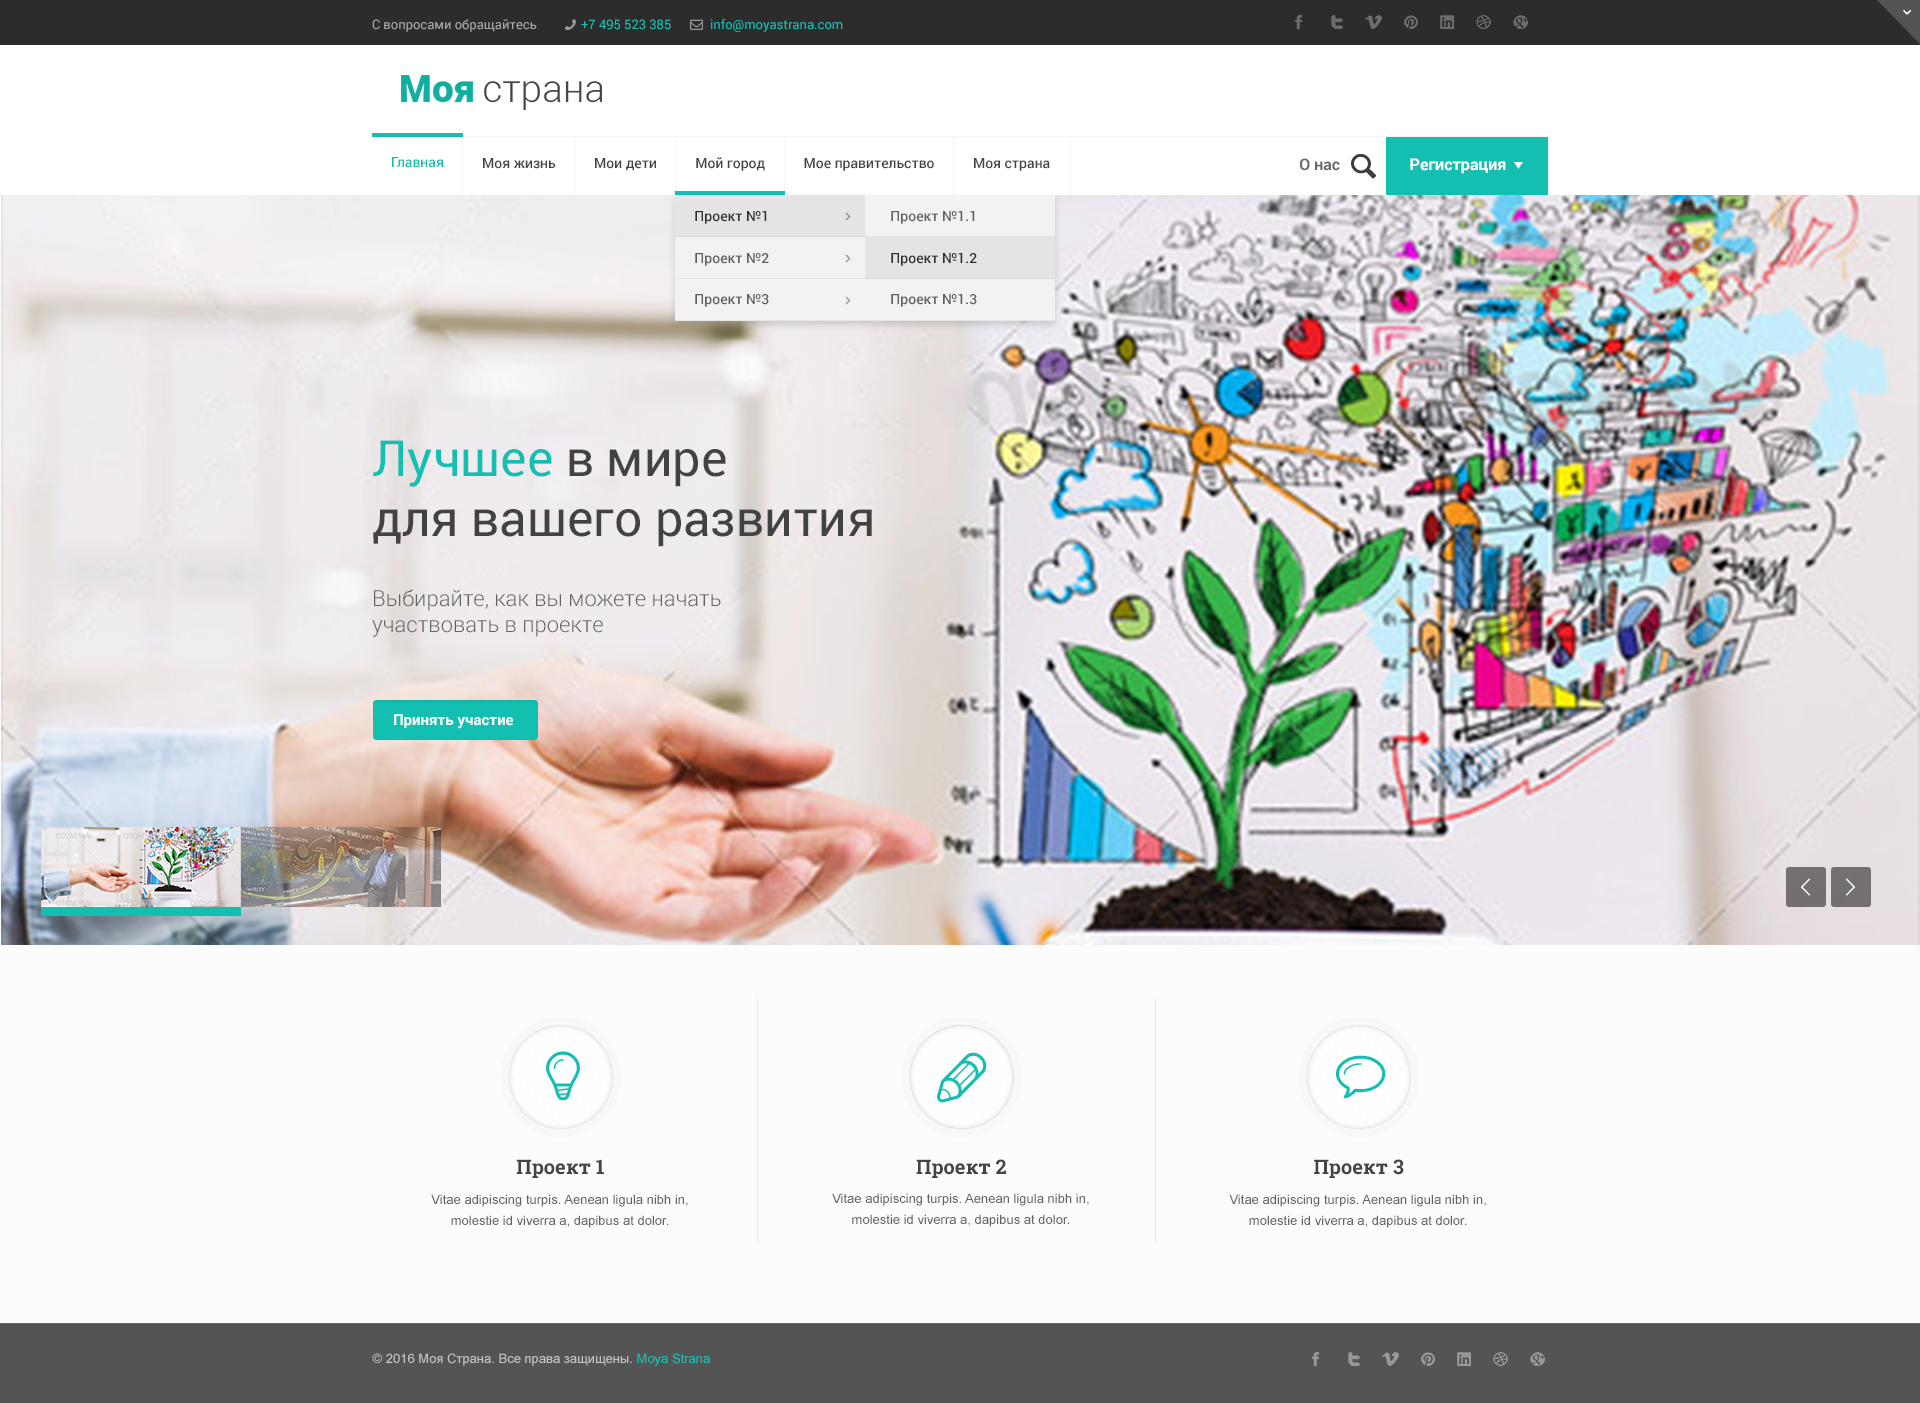 С вопросами обращайтесь +7 495 523 385 info@moyastrana.com
Моя страна
Главная Моя жизнь Мои дети Мой город Мое правительство Моя страна О нас Регистрация
Проект №1 Проект №1.1
Проект №2 Проект №1.2
Проект №3 Проект №1.3
Лучшее в мире
для вашего развития
Выбирайте, как вы можете начать
участвовать в проекте
Принять участие
Проект 1
Vitae adipiscing turpis. Aenean ligula nibh in,
molestie id viverra a, dapibus at dolor.
Проект 2
Vitae adipiscing turpis. Aenean ligula nibh in,
molestie id viverra a, dapibus at dolor.
Проект 3
Vitae adipiscing turpis. Aenean ligula nibh in,
molestie id viverra a, dapibus at dolor.
© 2016 Моя Страна. Все права защищены. Moya Strana